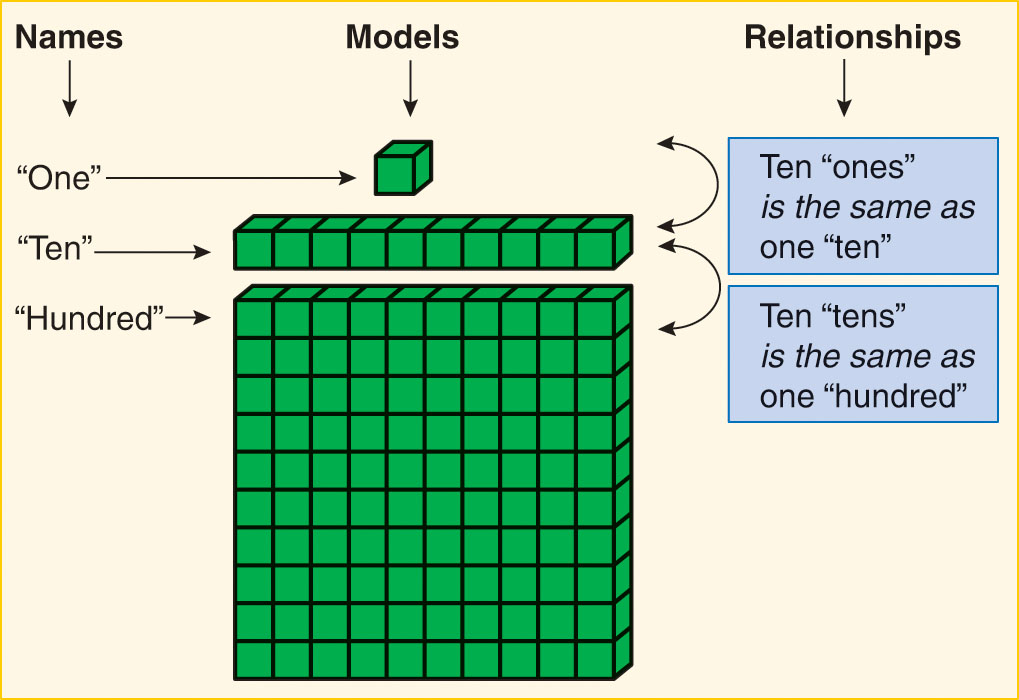 Names
Models
Relationships
“One”
“Ten”
“Hundred”
Ten “ones”
is the same as
one “ten”
Ten “tens”
is the same as
one “hundred”